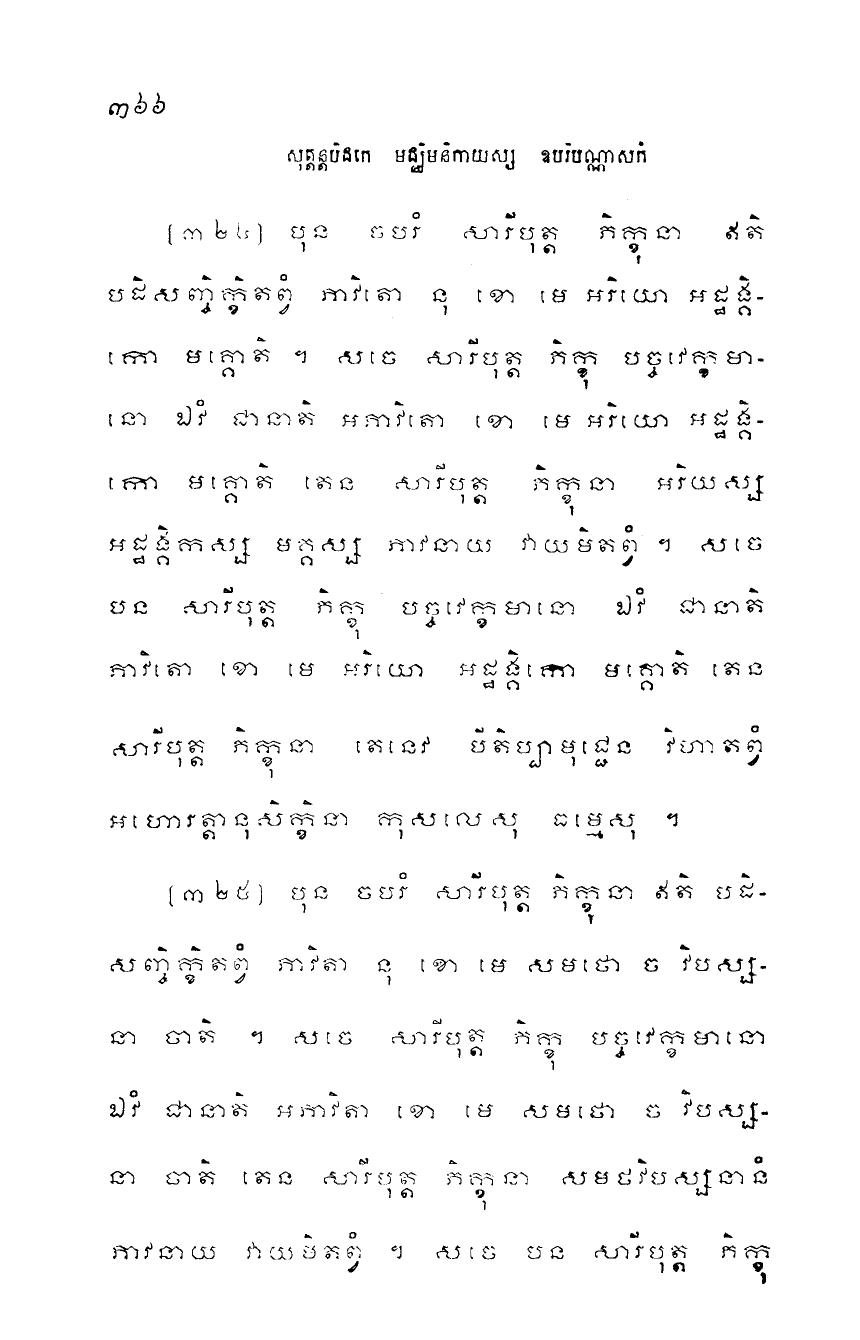 ៣៦៦
សុត្តន្តបិដកេ មជ្ឈិមនិកាយស្ស ឧបរិបណ្ណាសកំ
(៣២៤) បុន ចបរំ សារីបុត្ត ភិក្ខុនា ឥតិ
បដិសញ្ចិក្ខិតព្វំ ភាវិតោ នុ ខោ មេ អរិយោ អដ្ឋង្គិ-
កោ មគ្គោតិ ។ សចេ សារីបុត្ត ភិក្ខុ បច្ចវេក្ខមា-
នោ ឯវំ ជានាតិ អភាវិតោ ខោ មេ អរិយោ អដ្ឋង្គិ-
កោ មគ្គោតិ តេន សារីបុត្ត ភិក្ខុនា អរិយស្ស
អដ្ឋង្គិកស្ស មគ្គស្ស ភាវនាយ វាយមិតព្វំ ។ សចេ
បន សារីបុត្ត ភិក្ខុ បច្ចវេក្ខមានោ ឯវំ ជានាតិ
ភាវិតោ ខោ មេ អរិយោ អដ្ឋង្គិកោ មគ្គោតិ តេន
សារីបុត្ត ភិក្ខុនា តេនេវ បីតិប្បាមុជ្ជេន វិហាតព្វំ
អហោរត្តានុសិក្ខិនា កុសលេសុ ធម្មេសុ ។
(៣២៥) បុន ចបរំ សារីបុត្ត ភិក្ខុនា ឥតិ បដិ-
សញ្ចិក្ខិតព្វំ ភាវិតា នុ ខោ មេ សមថោ ច វិបស្ស-
នា ចាតិ ។ សចេ សារីបុត្ត ភិក្ខុ បច្ចវេក្ខមានោ
ឯវំ ជានាតិ អភាវិតា ខោ មេ សមថោ ច វិបស្ស-
នា ចាតិ តេន សារីបុត្ត ភិក្ខុនា សមថវិបស្សនានំ
ភាវនាយ វាយមិតព្វំ ។ សចេ បន សារីបុត្ត ភិក្ខុ